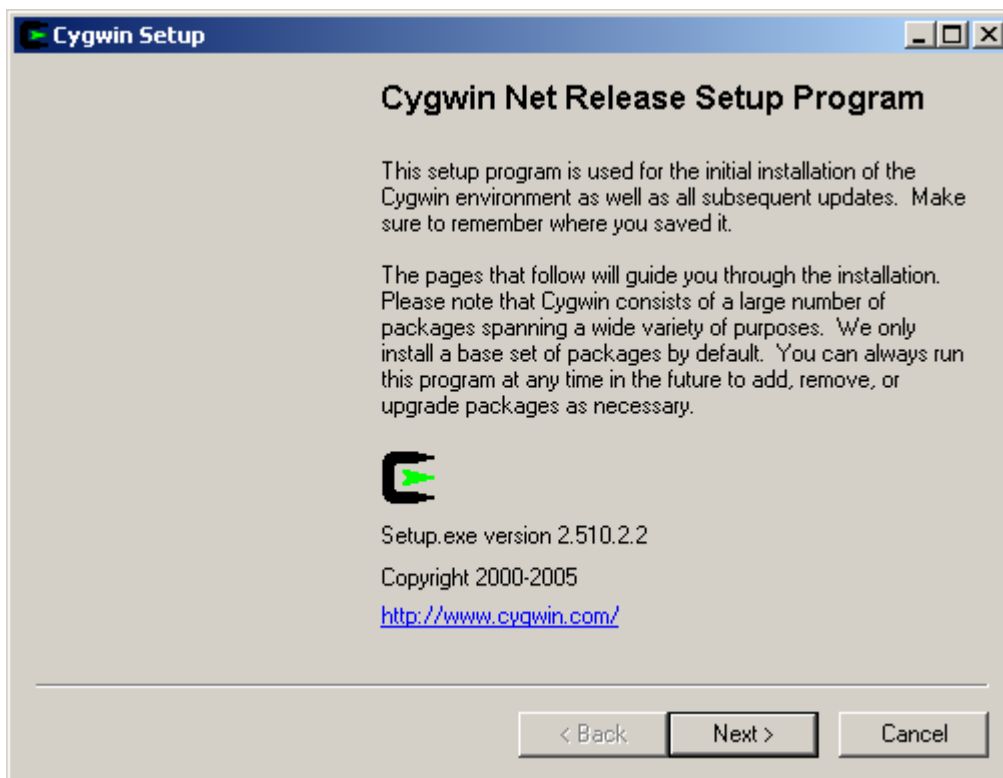 Cygwin Setup
Cygwin Net Release Setup Program
This setup program is used for the initial installation of the
Cygwin environment as well as all subsequent updates.  Make
sure to remember where you saved it.
The pages that follow will guide you through the installation.
Please note that Cygwin consists of a large number of
packages spanning a wide variety of purposes.  We only
install a base set of packages by default.  You can always run
this program at any time in the future to add, remove, or
upgrade packages as necessary.
Setup.exe version 2.510.2.2
Copyright 2000-2005
http://www.cygwin.com/
< Back
Next >
Cancel